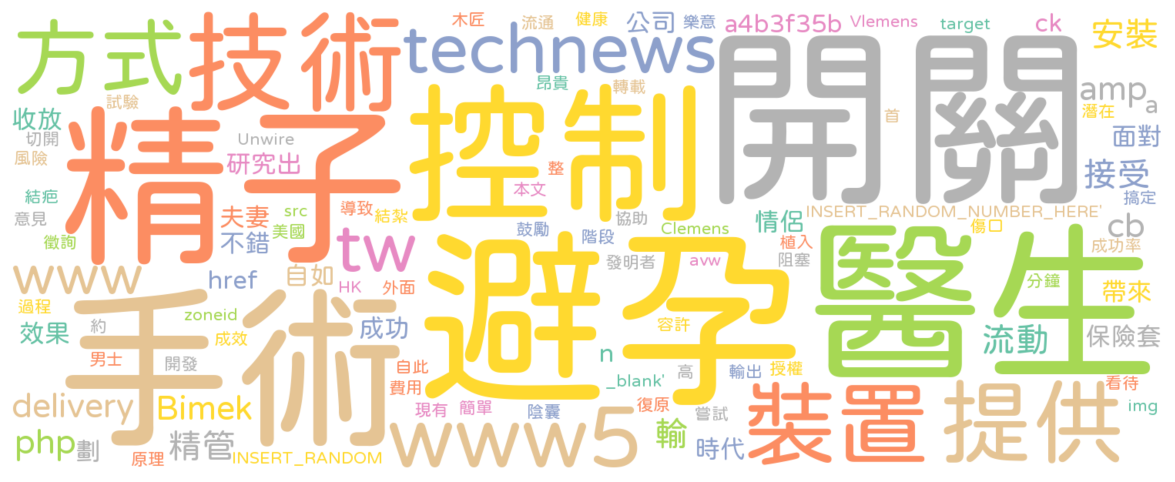 木匠 流通 健康 公司 樂意 a4b3f35b Vlemens target ck
方式 技術 technews 開關 安裝
昂貴 轉載 amp a
試驗 收放 切開 精子 Unwire 控制 首 潛在 面對
風險 研究出 整 接受
結疤 夫妻 src 導致 結紮 本文 協助 情侶 INSERT_RANDOM_NUMBER_HERE' 搞定
意見 不錯 美國 tw 鼓勵 階段 Clemens 植入 傷口 cb
徵詢 www href 自如 HK 外面 避孕 發明者 avw 阻塞 醫生 成功率
過程 手術 zoneid 成功 容許 分鐘 帶來
效果 約 成效 n 流動 保險套
男士 開發 自此 _blank' 高 輸出 授權 看待
delivery Bimek 費用 現有 簡單 陰囊 復原 嘗試 裝置 提供 img
php 劃 原理 精管 INSERT_RANDOM www5 輸 時代